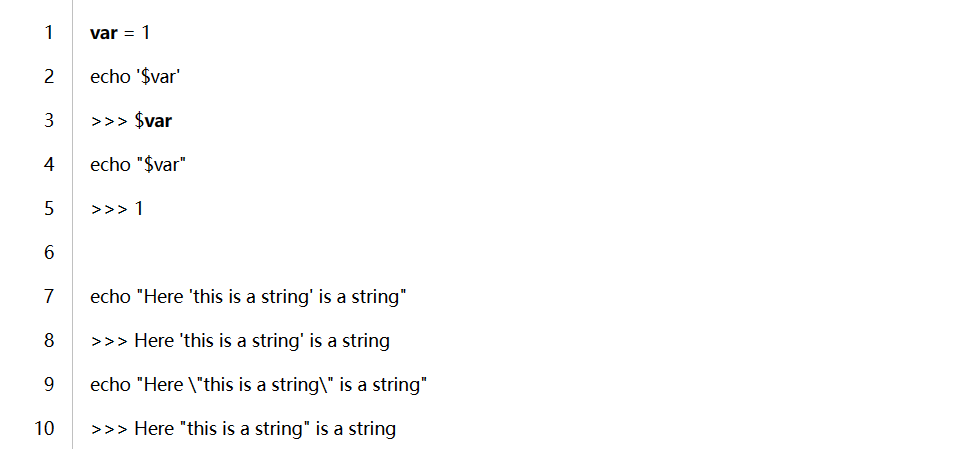 1 var = 1
2 echo '$var'
3 >>> $var
4 echo "$var"
5 >>> 1
6
7 echo "Here 'this is a string' is a string"
8 >>> Here 'this is a string' is a string
9 echo "Here \"this is a string\" is a string"
10 >>> Here "this is a string" is a string